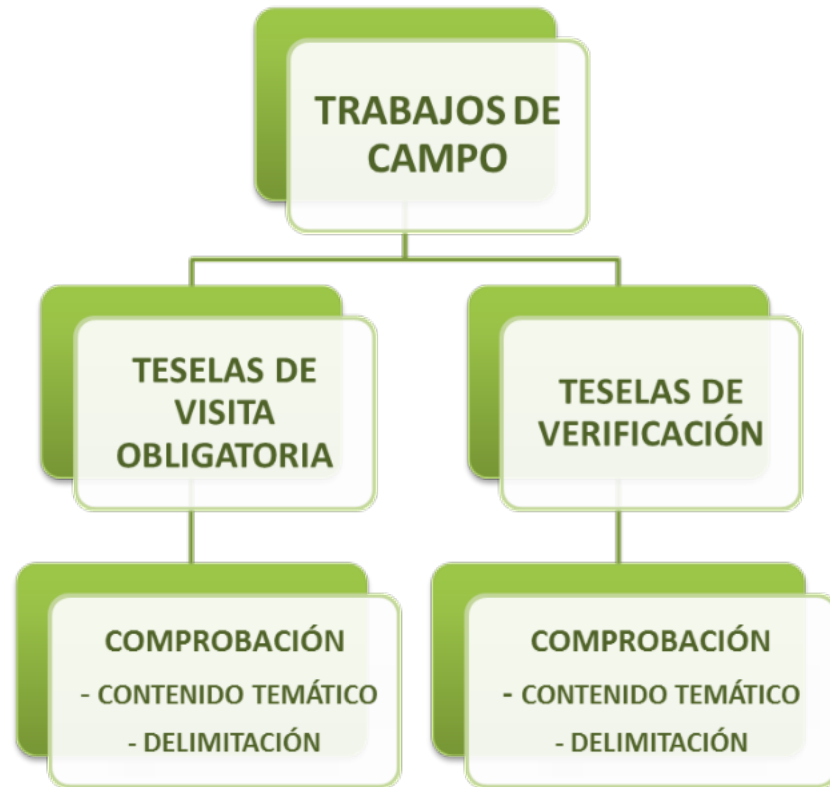 TRABAJOS DE
CAMPO
TESELAS DE
VISITA
OBLIGATORIA
TESELAS DE
VERIFICACIÓN
COMPROBACIÓN
- CONTENIDO TEMÁTICO
- DELIMITACIÓN
COMPROBACIÓN
- CONTENIDO TEMÁTICO
- DELIMITACIÓN